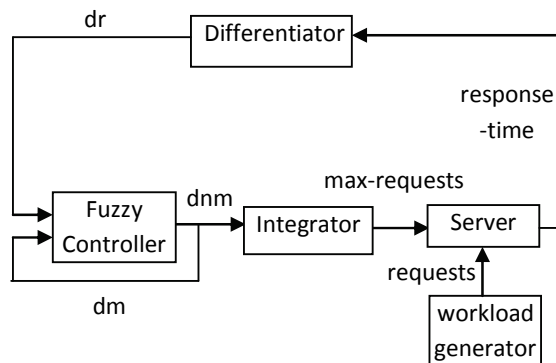 dr
Differentiator
response
-time
max-requests
dnm
Fuzzy
Controller
Integrator
Server
requests
dm
workload
generator